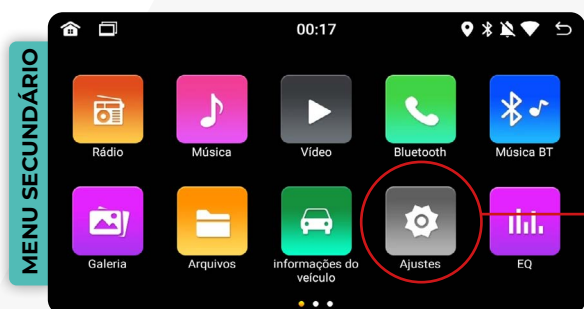 MENU SECUNDÁRIO
00:17
Rádio
Música
Vídeo
Bluetooth
Música BT
Galeria
Arquivos
informações do
veículo
Ajustes
EQ